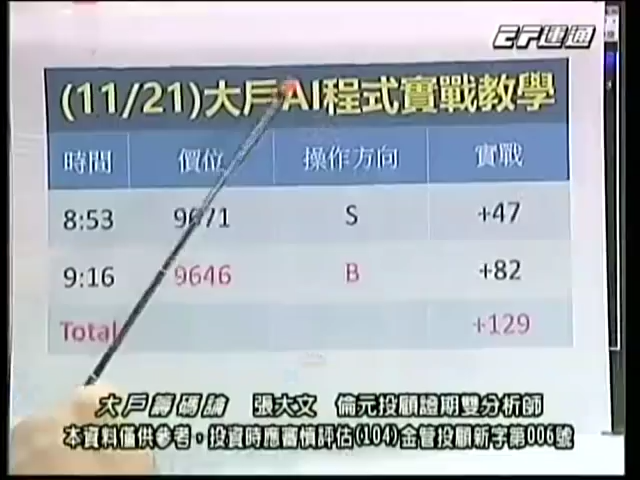 建通
(11/21)大戶AI程式實戰教學
時間 價位 操作方向 實戰
8:53 9671 S +47
9:16 9646 B +82
Total +129
大戶籌碼論 張大文 倫元投顧證期雙分析師
本資料僅供參考，投資時應審慎評估(104)金管投顧新字第006號